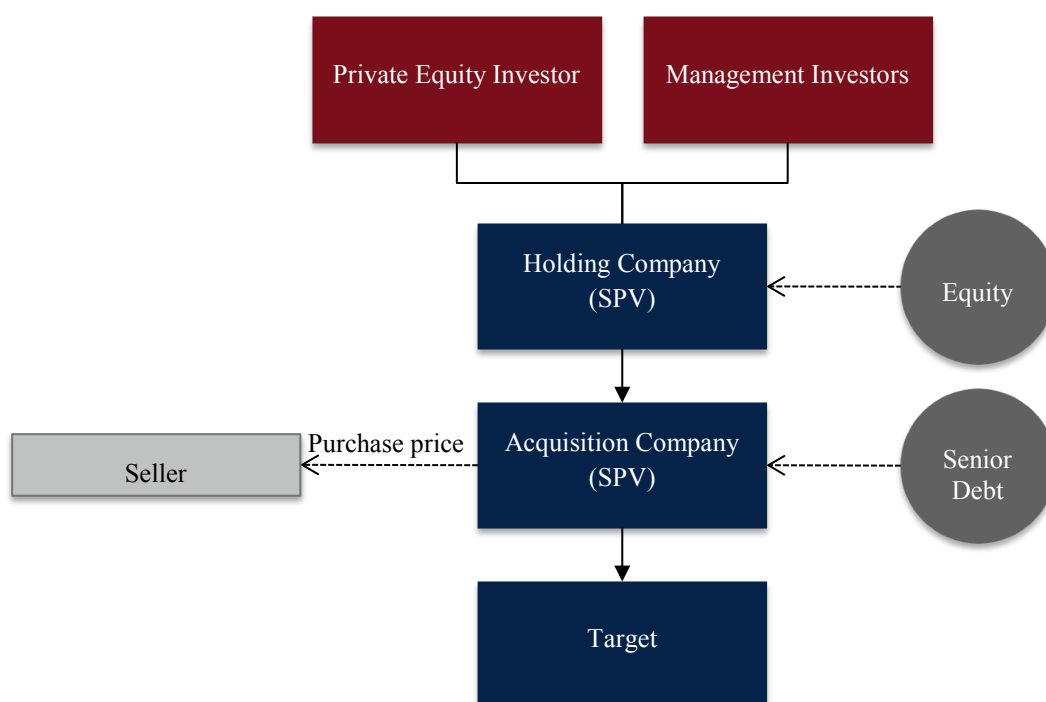 Private Equity Investor
Management Investors
Holding Company
(SPV)
Equity
Purchase price
Acquisition Company
(SPV)
Seller
Senior
Debt
Target